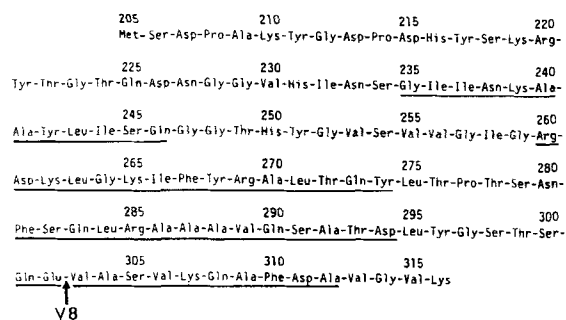 205 210 215 220
Met-Ser-Asp-Pro-Ala-Lys-Tyr-Gly-Asp-Pro-Asp-His-Tyr-Ser-Lys-Arg-
225 230 235 240
Tyr-Thr-Gly-Thr-Gln-Asp-Asn-Gly-Gly-Val-His-Ile-Asn-Ser-Gly-Ile-Ile-Asn-Lys-Ala-
245 250 255 260
Ala-Tyr-Leu-Ile-Ser-Gln-Gly-Gly-Thr-His-Tyr-Gly-Val-Ser-Val-Val-Gly-Ile-Gly-Arg-
265 270 275 280
Asp-Lys-Leu-Gly-Lys-Ile-Phe-Tyr-Arg-Ala-Leu-Thr-Gln-Tyr-Leu-Thr-Pro-Thr-Ser-Asn-
285 290 295 300
Phe-Ser-Gln-Leu-Arg-Ala-Ala-Ala-Val-Gln-Ser-Ala-Thr-Asp-Leu-Tyr-Gly-Ser-Thr-Ser-
305 310 315
Gln-Glu-Val-Ala-Ser-Val-Lys-Gln-Ala-Phe-Asp-Ala-Val-Gly-Val-Lys
V8